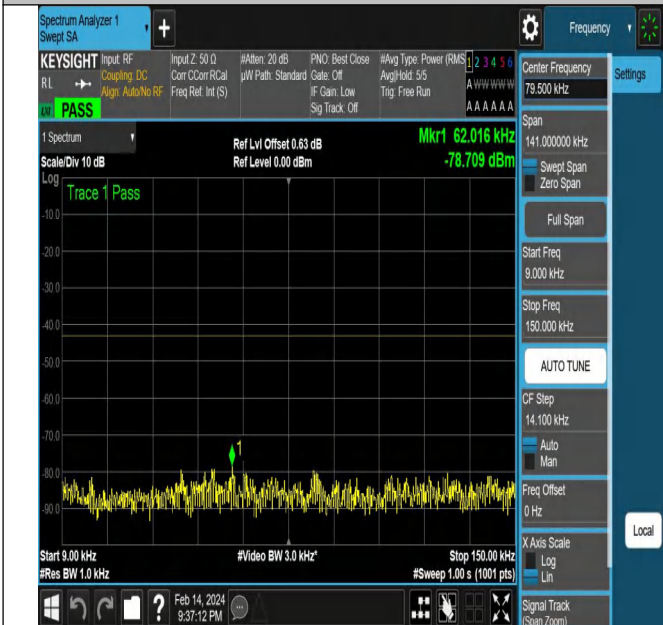 Spectrum Analyzer 1
Swept SA
+
Frequency
KEYSIGHT
RL
PASS
Input: RF
Coupling: DC
Align: Auto/No RF
Input Z: 50 Ω
Corr CCorr RCal
Freq Ref: Int (S)
#Atten: 20 dB
µW Path: Standard
PNO: Best Close
Gate: Off
IF Gain: Low
Sig Track: Off
#Avg Type: Power (RMS
Avg|Hold: 5/5
Trig: Free Run
1 2 3 4 5 6
A W W W W W
A A A A A A
1 Spectrum
Scale/Div 10 dB
Log
Ref Lvl Offset 0.63 dB
Ref Level 0.00 dBm
Mkr1 62.016 kHz
-78.709 dBm
Trace 1 Pass
-10.0
-20.0
-30.0
-40.0
-50.0
-60.0
-70.0
-80.0
-90.0
1
Start 9.00 kHz
#Res BW 1.0 kHz
#Video BW 3.0 kHz*
Stop 150.00 kHz
#Sweep 1.00 s (1001 pts)
Feb 14, 2024
9:37:12 PM
?
Center Frequency
79.500 kHz
Settings
Span
141.000000 kHz
Swept Span
Zero Span
Full Span
Start Freq
9.000 kHz
Stop Freq
150.000 kHz
AUTO TUNE
CF Step
14.100 kHz
Auto
Man
Freq Offset
0 Hz
X Axis Scale
Log
Lin
Signal Track
(Span Zoom)
Local